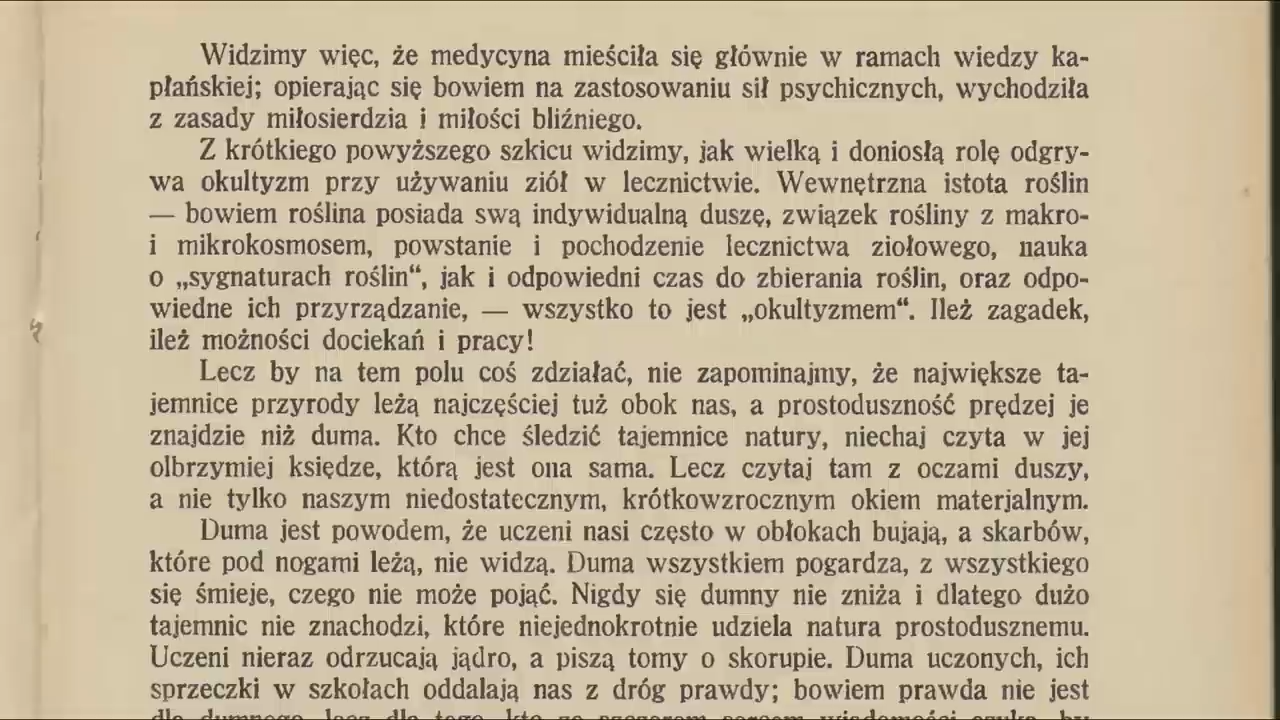 Widzimy więc, że medycyna mieściła się głównie w ramach wiedzy ka-
płańskiej; opierając się bowiem na zastosowaniu sił psychicznych, wychodziła
z zasady miłosierdzia i miłości bliźniego.
Z krótkiego powyższego szkicu widzimy, jak wielką i doniosłą rolę odgry-
wa okultyzm przy używaniu ziół w lecznictwie. Wewnętrzna istota roślin
— bowiem roślina posiada swą indywidualną duszę, związek rośliny z makro-
i mikrokosmosem, powstanie i pochodzenie lecznictwa ziołowego, nauka
o „sygnaturach roślin“, jak i odpowiedni czas do zbierania roślin, oraz odpo-
wiedne ich przyrządzanie, — wszystko to jest „okultyzmem“. Ileż zagadek,
ileż możności dociekań i pracy!
Lecz by na tem polu coś zdziałać, nie zapominajmy, że największe ta-
jemnice przyrody leżą najczęściej tuż obok nas, a prostoduszność prędzej je
znajdzie niż duma. Kto chce śledzić tajemnice natury, niechaj czyta w jej
olbrzymiej księdze, którą jest ona sama. Lecz czytaj tam z oczami duszy,
a nie tylko naszym niedostatecznym, krótkowzrocznym okiem materjalnym.
Duma jest powodem, że uczeni nasi często w obłokach bujają, a skarbów,
które pod nogami leżą, nie widzą. Duma wszystkiem pogardza, z wszystkiego
się śmieje, czego nie może pojąć. Nigdy się dumny nie zniża i dlatego dużo
tajemnic nie znachodzi, które niejednokrotnie udziela natura prostodusznemu.
Uczeni nieraz odrzucają jądro, a piszą tomy o skorupie. Duma uczonych, ich
sprzeczki w szkołach oddalają nas z dróg prawdy; bowiem prawda nie jest